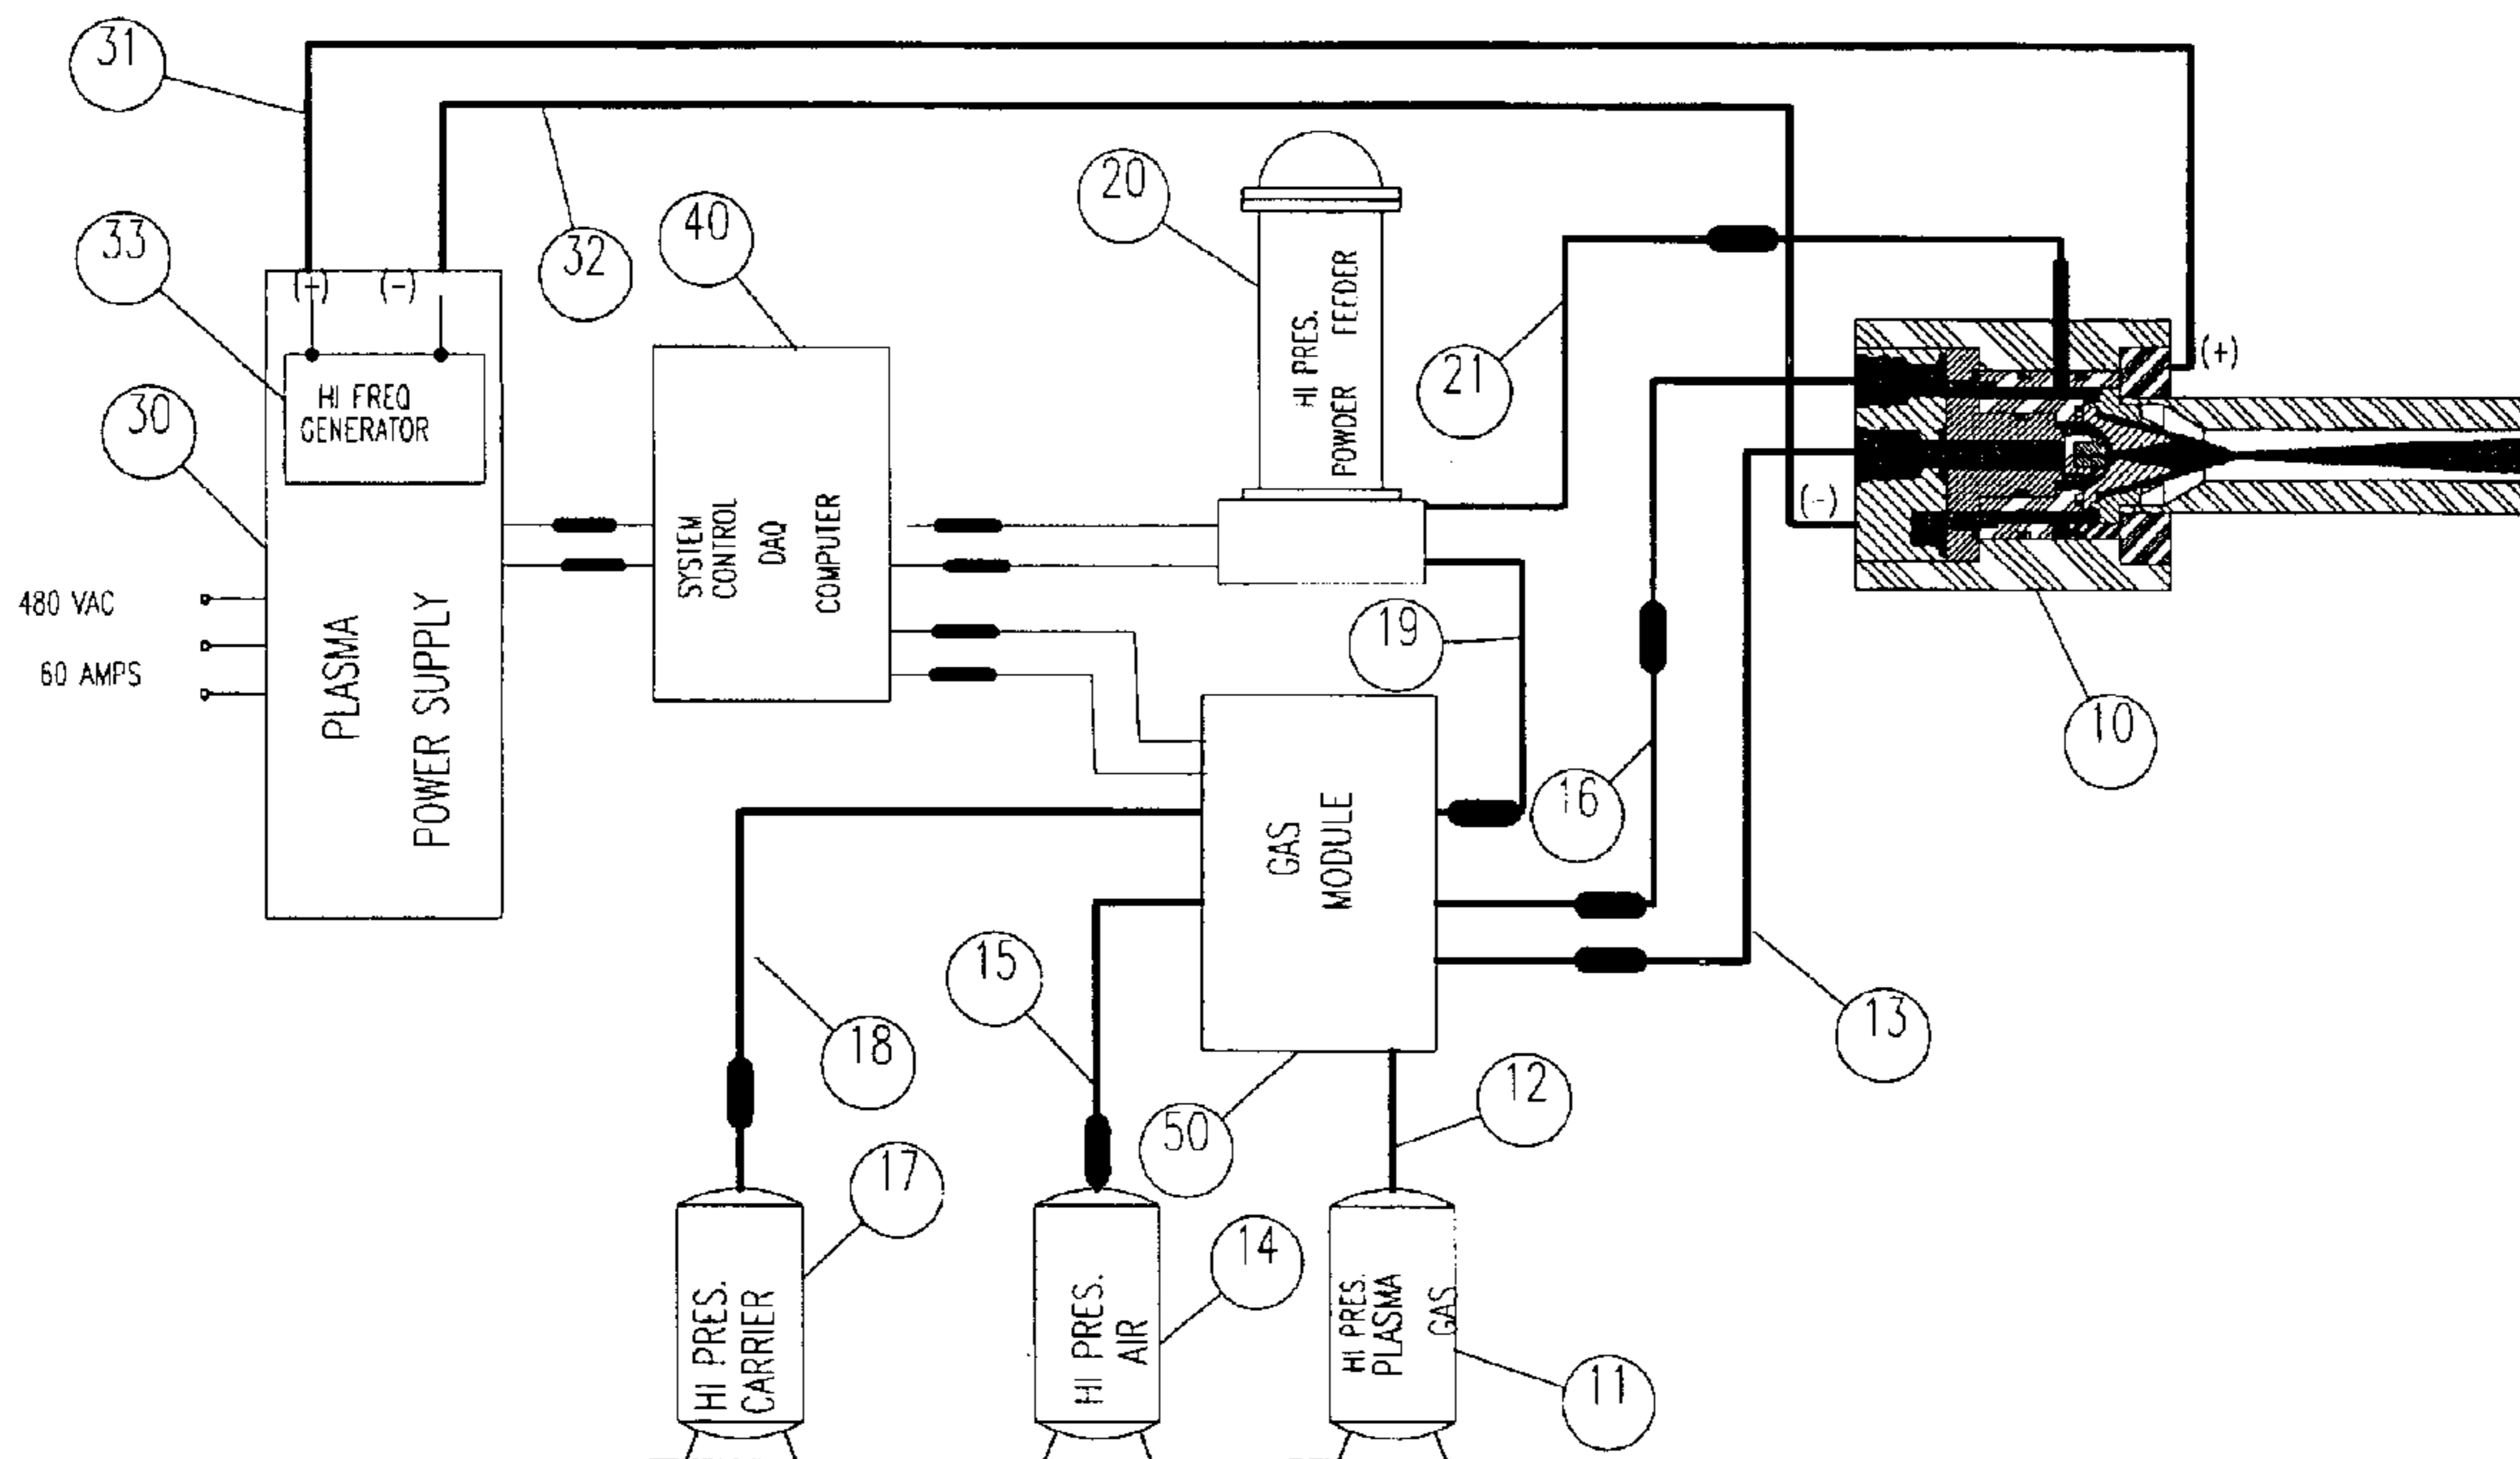 31
33
(+)
(-)
32
40
20
HI FREQ
GENERATOR
30
480 VAC
60 AMPS
PLASMA
POWER SUPPLY
SYSTEM
CONTROL
DAQ
COMPUTER
HI PRES.
POWDER FEEDER
21
(+)
(-)
19
10
16
GAS
MODULE
15
18
13
12
50
17
14
HI PRES.
CARRIER
HI PRES.
AIR
HI PRES.
PLASMA
GAS
11